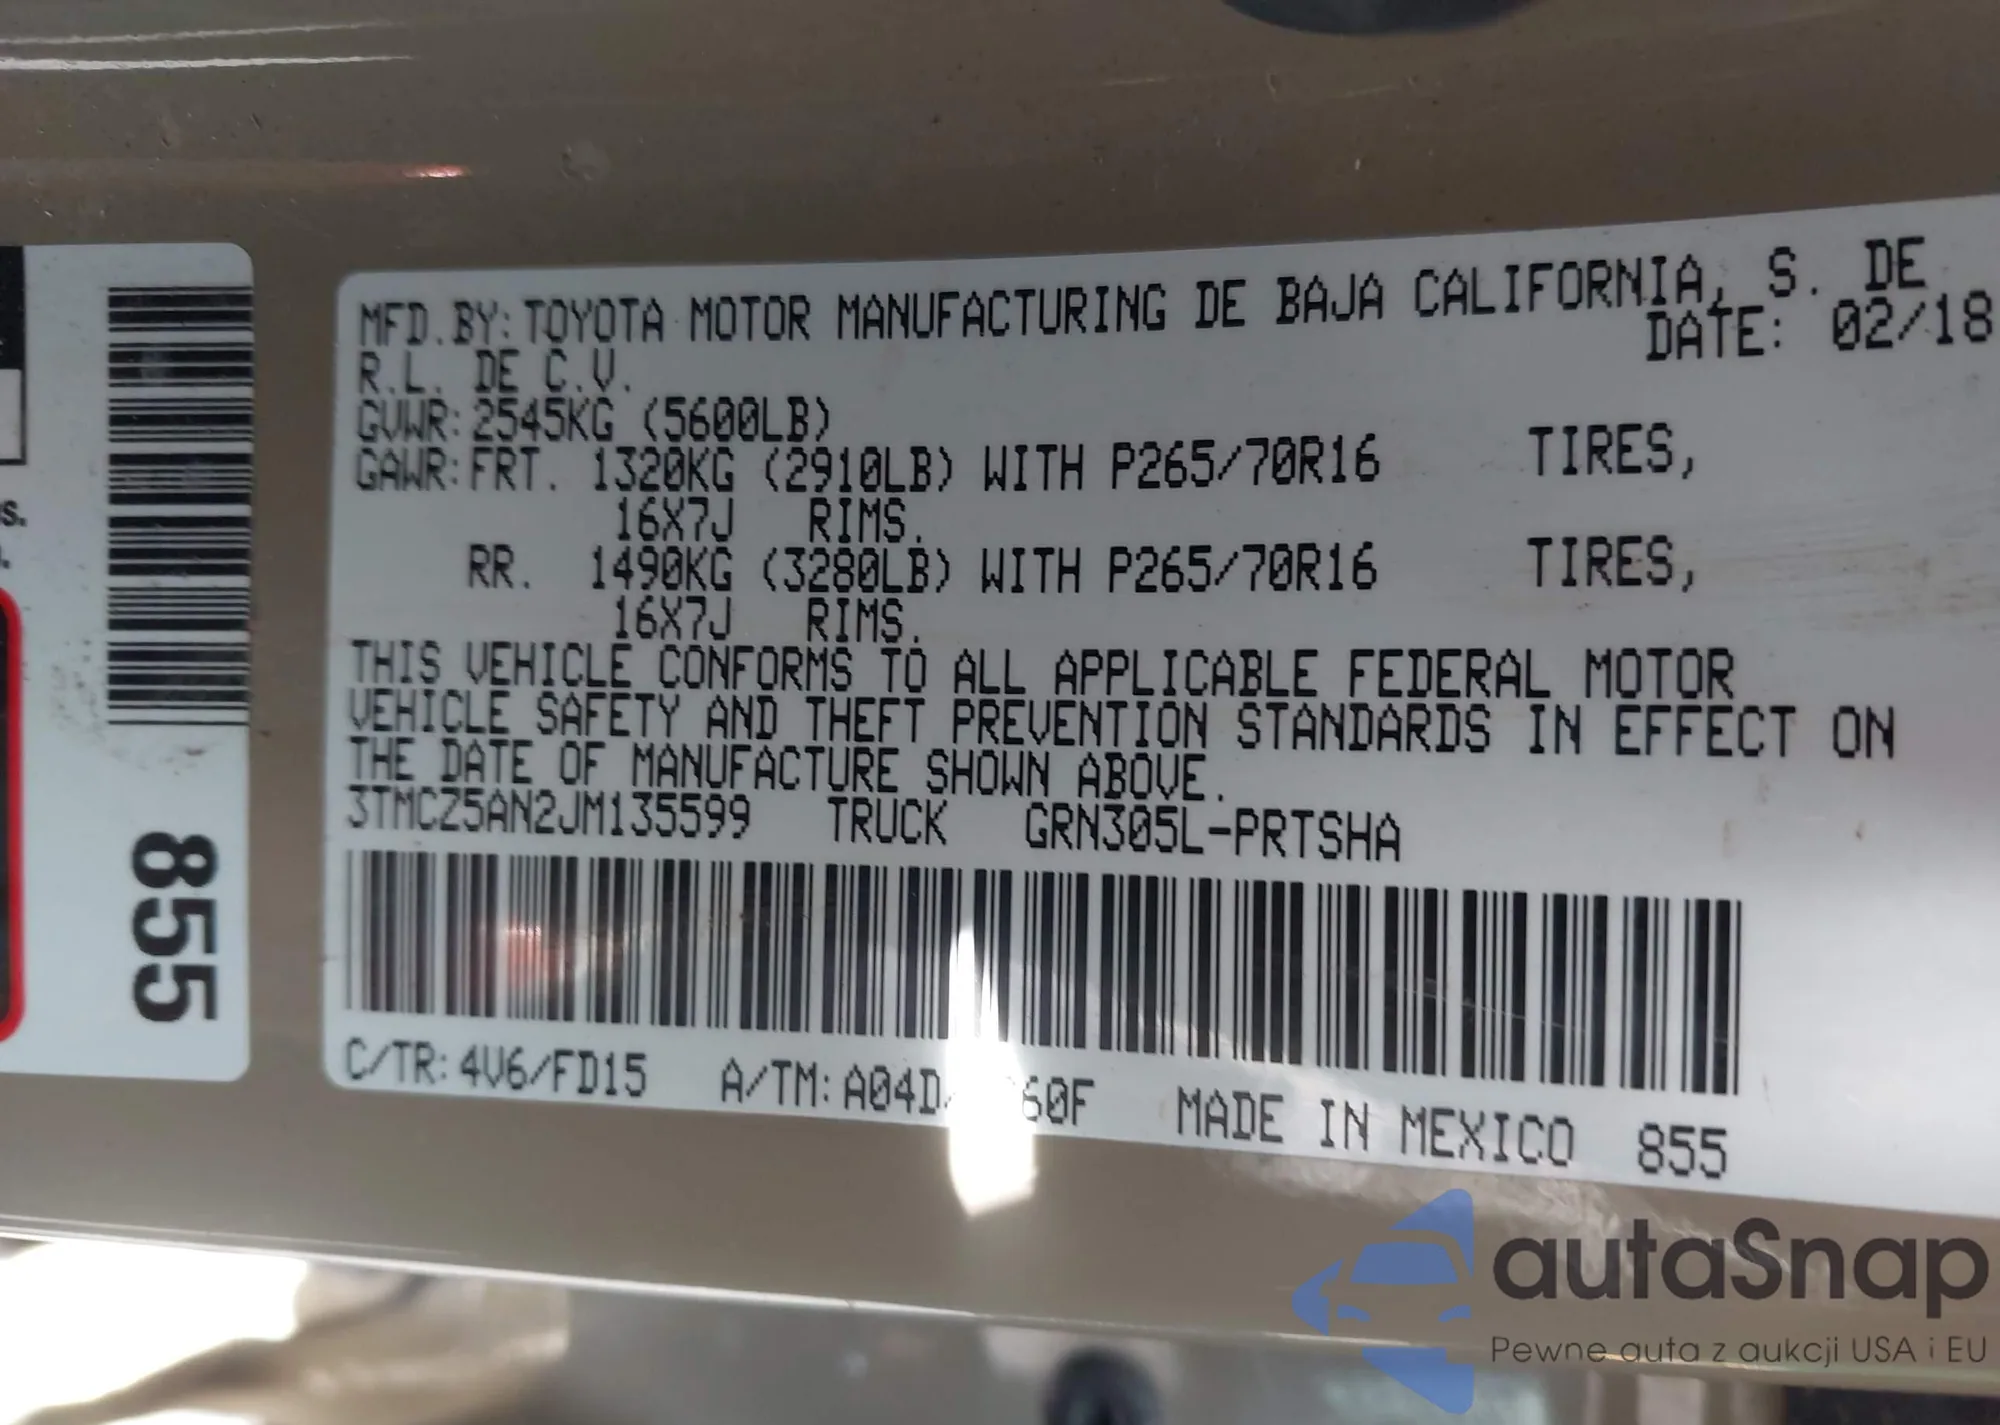 MFD.BY: TOYOTA MOTOR MANUFACTURING DE BAJA CALIFORNIA, S. DE
R.L. DE C.V. DATE: 02/18
GVWR: 2545KG (5600LB)
GAWR: FRT. 1320KG (2910LB) WITH P265/70R16 TIRES,
16X7J RIMS.
RR. 1490KG (3280LB) WITH P265/70R16 TIRES,
16X7J RIMS.
THIS VEHICLE CONFORMS TO ALL APPLICABLE FEDERAL MOTOR
VEHICLE SAFETY AND THEFT PREVENTION STANDARDS IN EFFECT ON
THE DATE OF MANUFACTURE SHOWN ABOVE.
3TMCZ5AN2JM135599 TRUCK GRN305L-PRTSHA
C/TR: 4V6/FD15 A/TM: A04D 60F MADE IN MEXICO 855
855
s.
autaSnap
Pewne auta z aukcji USA i EU